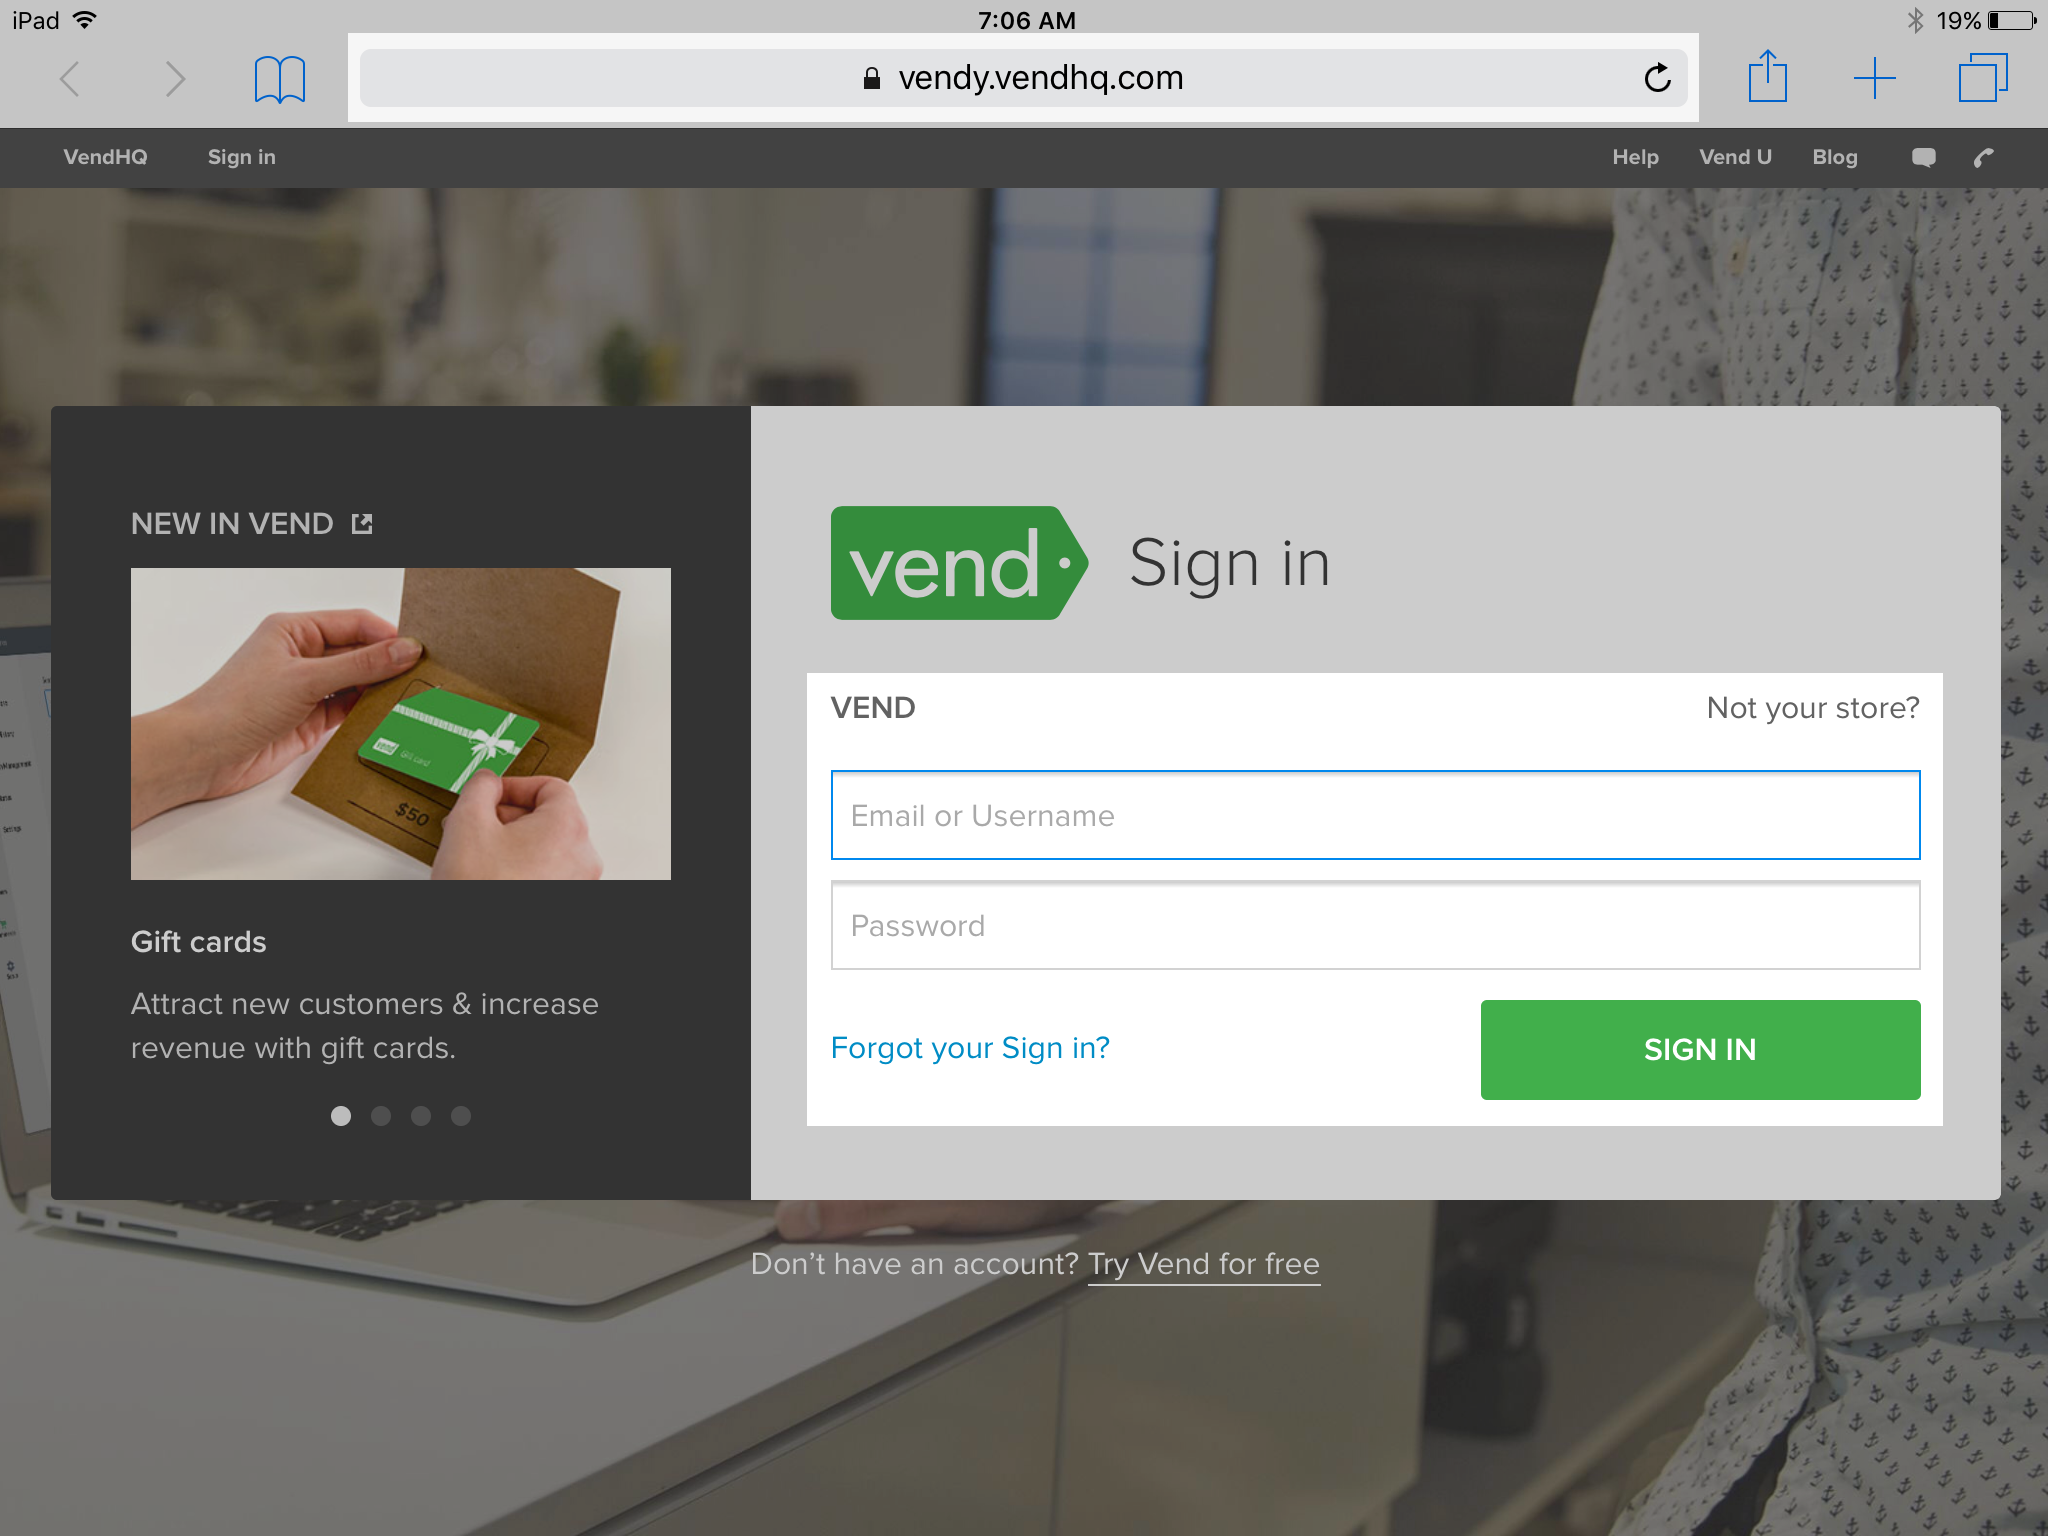 iPad
7:06 AM
19%
vendy.vendhq.com
VendHQ
Sign in
Help
Vend U
Blog
NEW IN VEND
vend
Gift card
$50
Gift cards
Attract new customers & increase
revenue with gift cards.
vend
Sign in
VEND
Not your store?
Email or Username
Password
Forgot your Sign in?
SIGN IN
Don't have an account? Try Vend for free